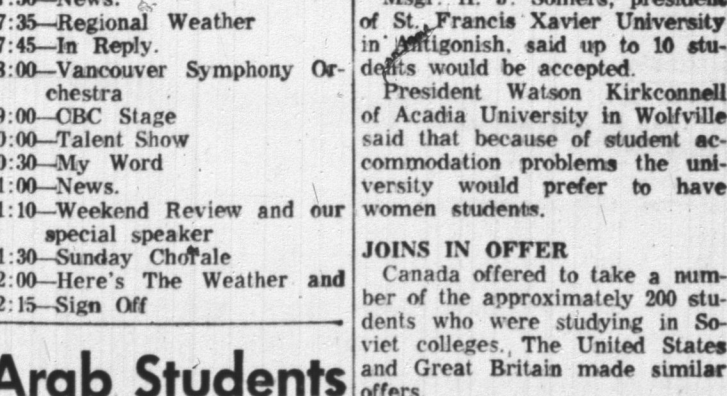 News.
7:35—Regional Weather
7:45—In Reply.
8:00—Vancouver Symphony Or-
chestra
9:00—CBC Stage
0:00—Talent Show
0:30—My Word
1:00—News.
1:10—Weekend Review and our
special speaker
1:30—Sunday Chorale
2:00—Here's The Weather and
2:15—Sign Off
Arab Students
Msgr. H. J. Somers, president
of St. Francis Xavier University
in Antigonish, said up to 10 stu-
dents would be accepted.
President Watson Kirkconnell
of Acadia University in Wolfville
said that because of student ac-
commodation problems the uni-
versity would prefer to have
women students.
JOINS IN OFFER
Canada offered to take a num-
ber of the approximately 200 stu-
dents who were studying in So-
viet colleges. The United States
and Great Britain made similar
offers.